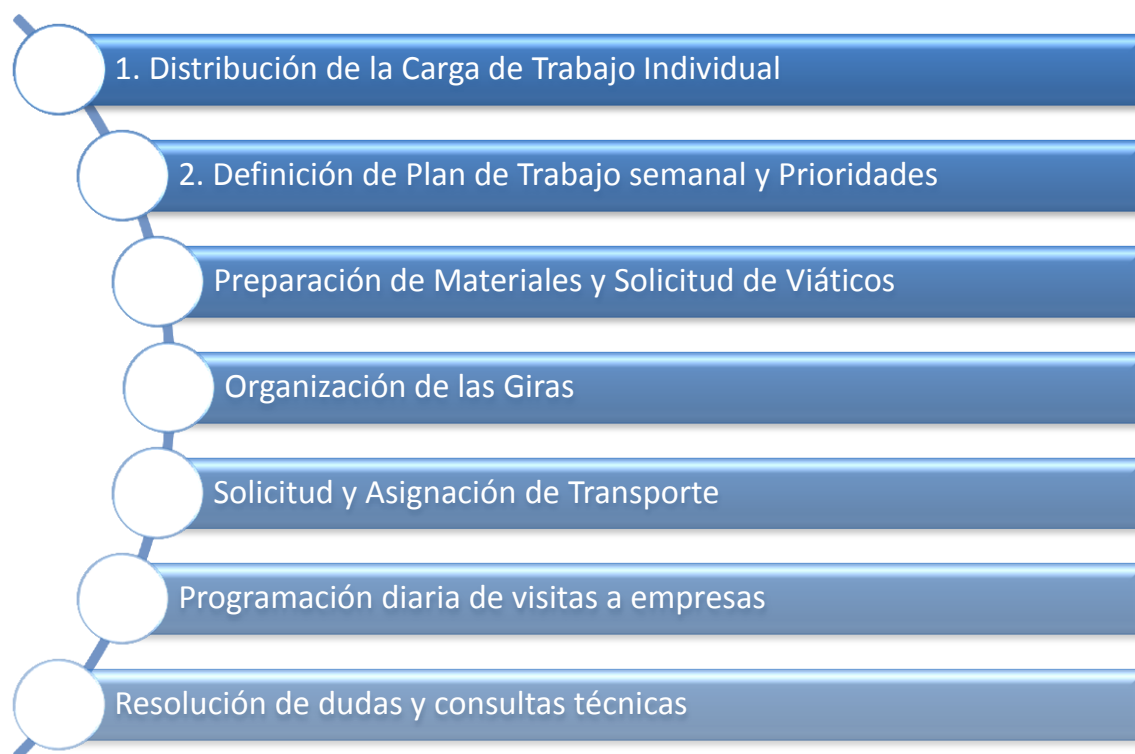 1. Distribución de la Carga de Trabajo Individual
2. Definición de Plan de Trabajo semanal y Prioridades
Preparación de Materiales y Solicitud de Viáticos
Organización de las Giras
Solicitud y Asignación de Transporte
Programación diaria de visitas a empresas
Resolución de dudas y consultas técnicas